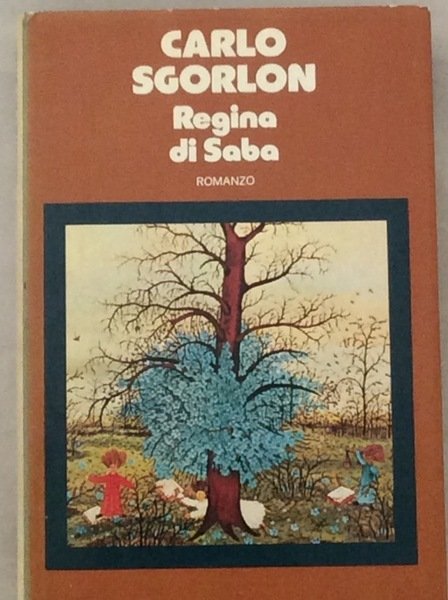 CARLO
SGORLON
Regina
di Saba
ROMANZO